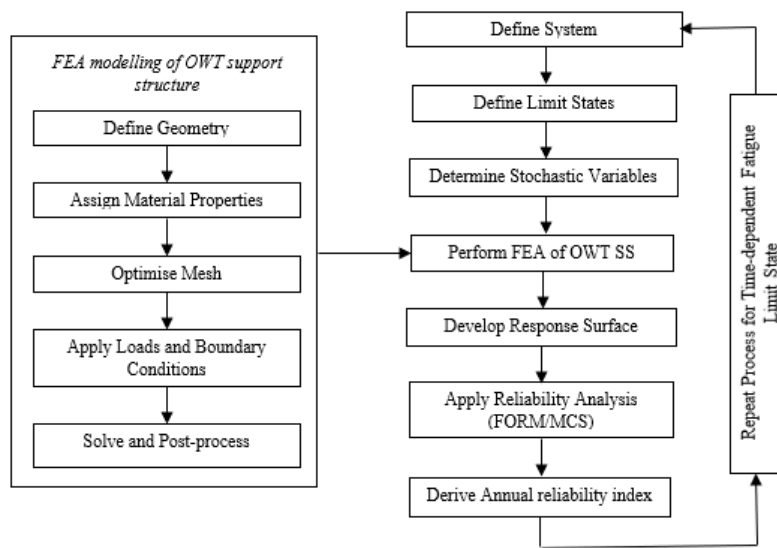 FEA modelling of OWT support
structure
Define Geometry
Assign Material Properties
Optimise Mesh
Apply Loads and Boundary
Conditions
Solve and Post-process
Define System
Define Limit States
Determine Stochastic Variables
Perform FEA of OWT SS
Develop Response Surface
Apply Reliability Analysis
(FORM/MCS)
Derive Annual reliability index
Repeat Process for Time-dependent Fatigue
Limit State